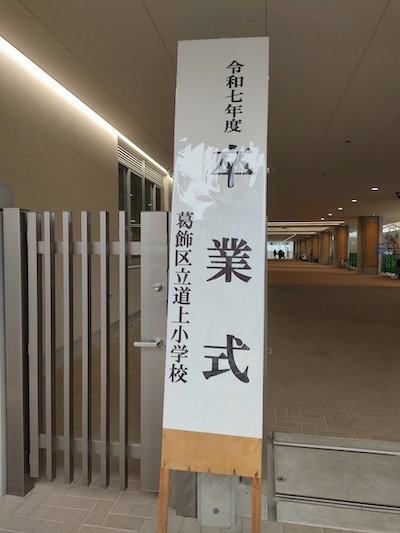 令和七年度
卒業式
葛飾区立道上小学校